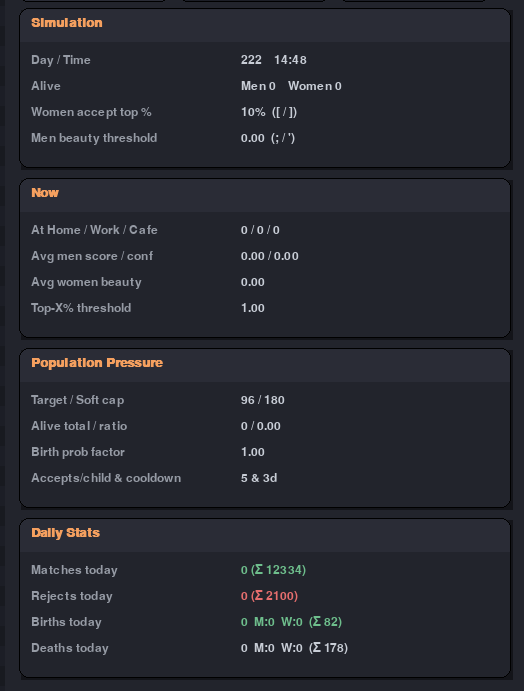 Simulation
Day / Time 222 14:48
Alive Men 0 Women 0
Women accept top % 10% ([ / ])
Men beauty threshold 0.00 (; / ')
Now
At Home / Work / Cafe 0 / 0 / 0
Avg men score / conf 0.00 / 0.00
Avg women beauty 0.00
Top-X% threshold 1.00
Population Pressure
Target / Soft cap 96 / 180
Alive total / ratio 0 / 0.00
Birth prob factor 1.00
Accepts/child & cooldown 5 & 3d
Daily Stats
Matches today 0 (Σ 12334)
Rejects today 0 (Σ 2100)
Births today 0 M:0 W:0 (Σ 82)
Deaths today 0 M:0 W:0 (Σ 178)